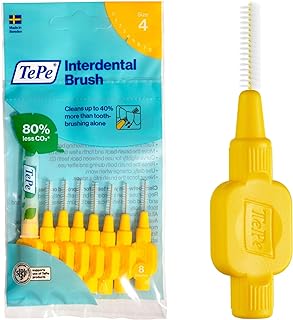 Made in
Sweden
Size
4
TePe
Interdental
Brush
Cleans up to 40%
more than tooth-
brushing alone
80%
less CO₂*
8
TePe